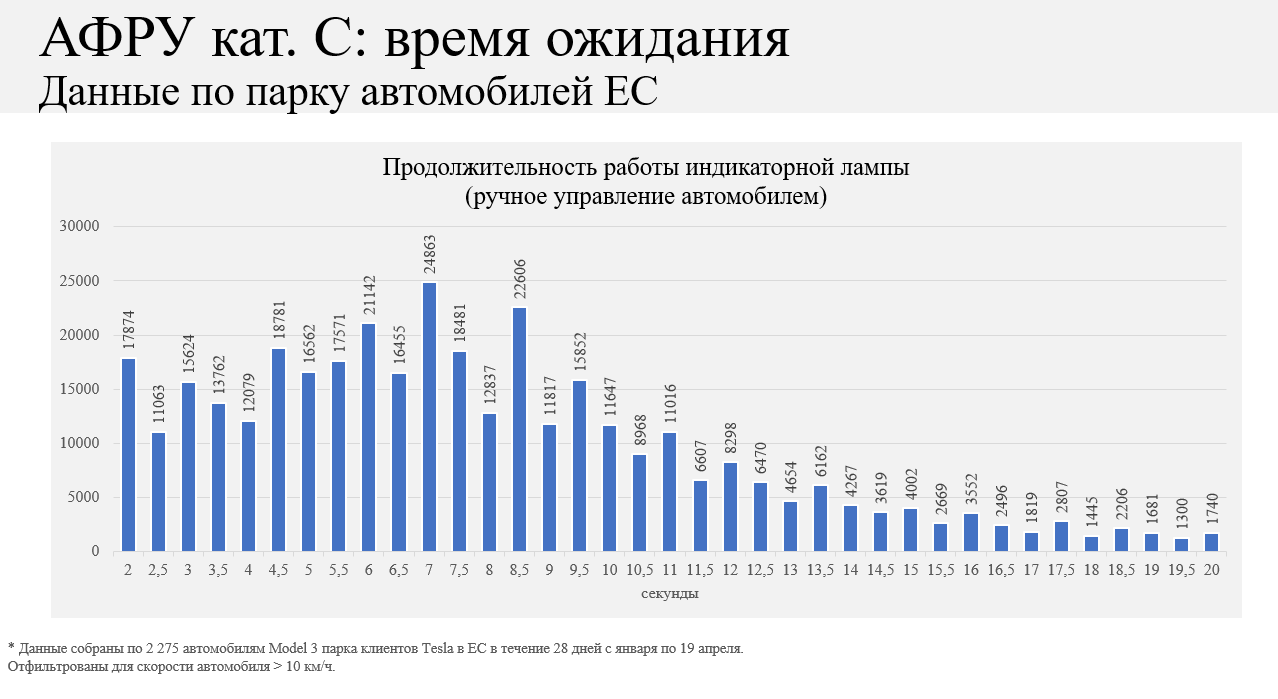 АФРУ кат. С: время ожидания
Данные по парку автомобилей ЕС
Продолжительность работы индикаторной лампы
(ручное управление автомобилем)
30000
25000
20000
15000
10000
5000
0
17874 11063 15624 13762 12079 18781 16562 17571 21142 16455 24863 18481 12837 22606 11817 15852 11647 8968 11016 6607 8298 6470 4654 6162 4267 3619 4002 2669 3552 2496 1819 2807 1445 2206 1681 1300 1740
2 2,5 3 3,5 4 4,5 5 5,5 6 6,5 7 7,5 8 8,5 9 9,5 10 10,5 11 11,5 12 12,5 13 13,5 14 14,5 15 15,5 16 16,5 17 17,5 18 18,5 19 19,5 20
секунды
* Данные собраны по 2 275 автомобилям Model 3 парка клиентов Tesla в ЕС в течение 28 дней с января по 19 апреля.
Отфильтрованы для скорости автомобиля > 10 км/ч.